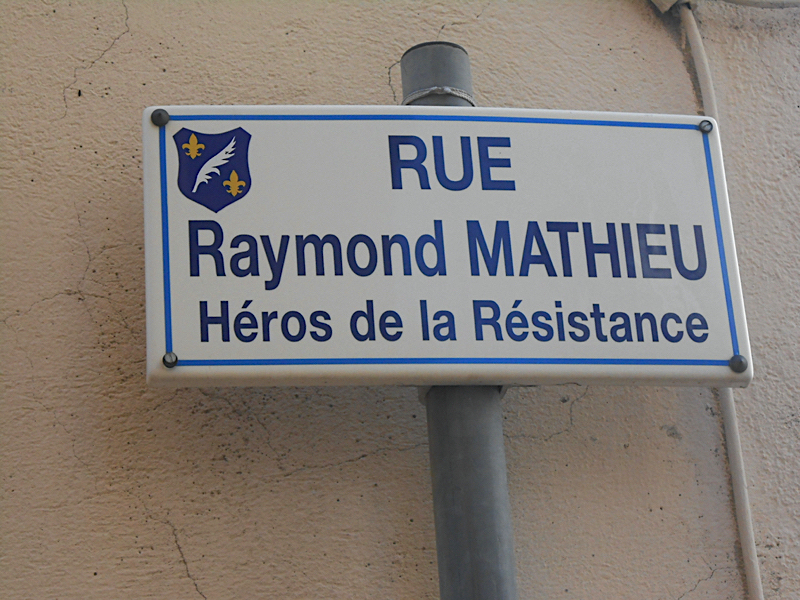 RUE
Raymond MATHIEU
Héros de la Résistance